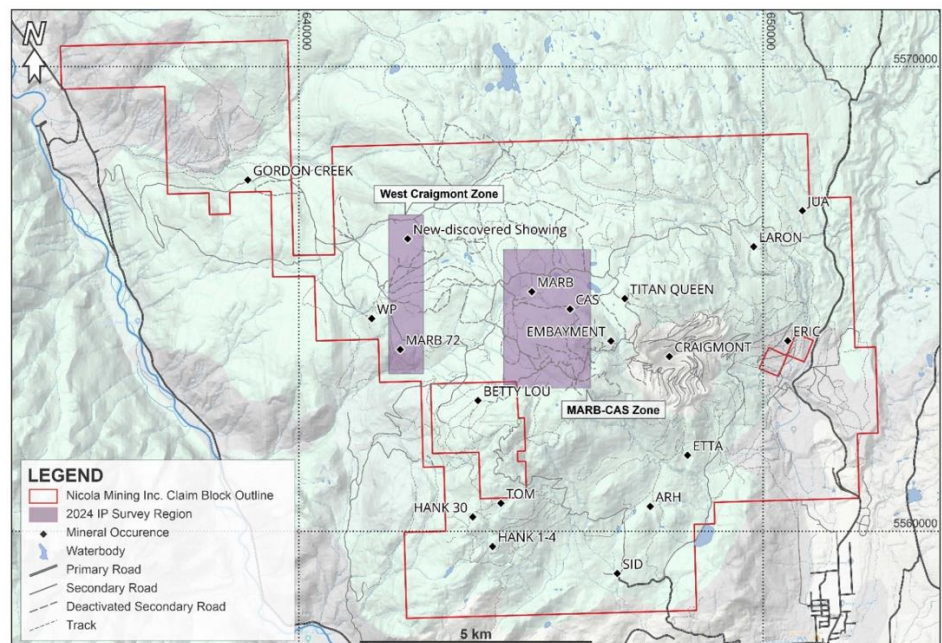 N
640000
650000
5570000
GORDON CREEK
West Craigmont Zone
JUA
New-discovered Showing
LARON
MARB
TITAN QUEEN
CAS
WP
EMBAYMENT
ERIC
MARB 72
CRAIGMONT
BETTY LOU
MARB-CAS Zone
ETTA
LEGEND
Nicola Mining Inc. Claim Block Outline
2024 IP Survey Region
Mineral Occurence
Waterbody
Primary Road
Secondary Road
Deactivated Secondary Road
Track
TOM
ARH
HANK 30
5560000
HANK 1-4
SID
5 km